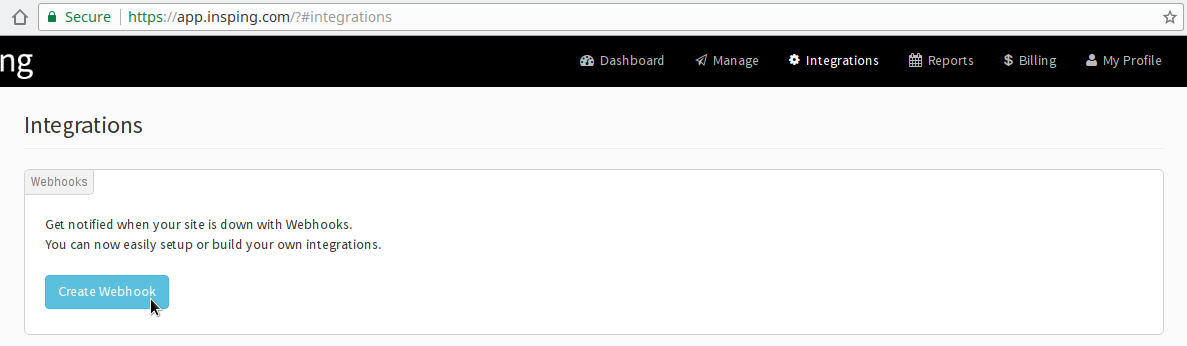 Secure https://app.insping.com/?#integrations
ng Dashboard Manage Integrations Reports $ Billing My Profile
Integrations
Webhooks
Get notified when your site is down with Webhooks.
You can now easily setup or build your own integrations.
Create Webhook